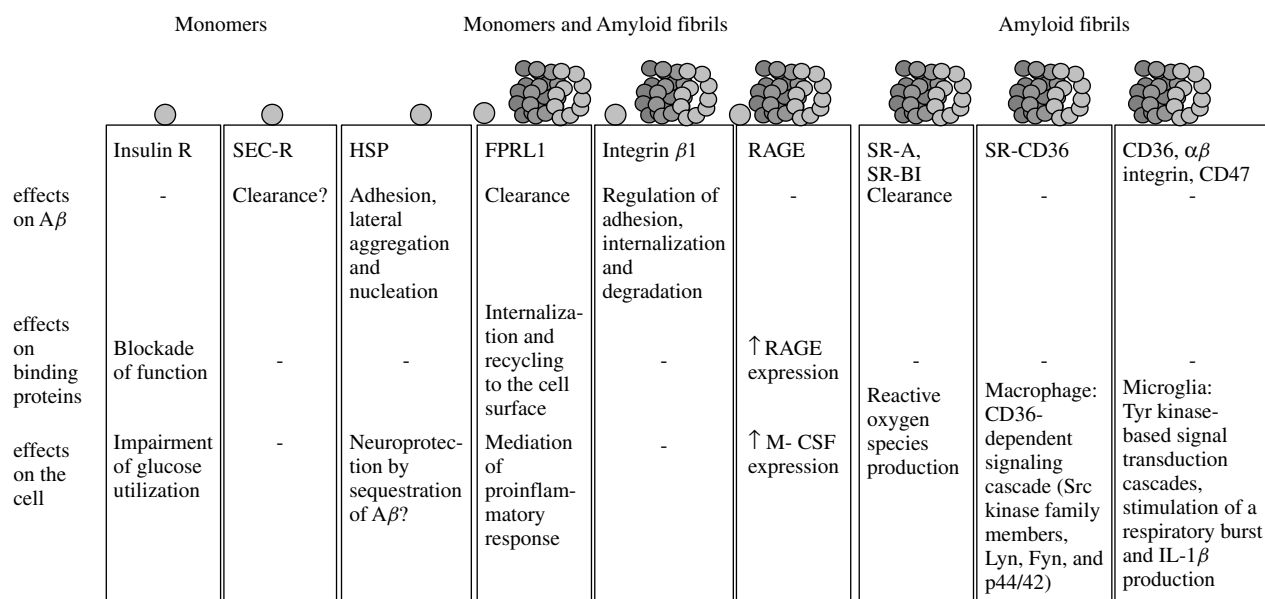 Monomers
Monomers and Amyloid fibrils
Amyloid fibrils
Insulin R
SEC-R
HSP
FPRL1
Integrin β1
RAGE
SR-A,
SR-BI
SR-CD36
CD36, αβ
integrin, CD47
effects
on Aβ
-
Clearance?
Adhesion,
lateral
aggregation
and
nucleation
Clearance
Regulation of
adhesion,
internalization
and
degradation
-
Clearance
-
-
effects
on
binding
proteins
Blockade
of function
-
-
Internaliza-
tion and
recycling
to the cell
surface
-
↑ RAGE
expression
-
-
-
effects
on the
cell
Impairment
of glucose
utilization
-
Neuroprotec-
tion by
sequestration
of Aβ?
Mediation
of
proinflam-
matory
response
-
↑ M- CSF
expression
Reactive
oxygen
species
production
Macrophage:
CD36-
dependent
signaling
cascade (Src
kinase family
members,
Lyn, Fyn, and
p44/42)
Microglia:
Tyr kinase-
based signal
transduction
cascades,
stimulation of a
respiratory burst
and IL-1β
production